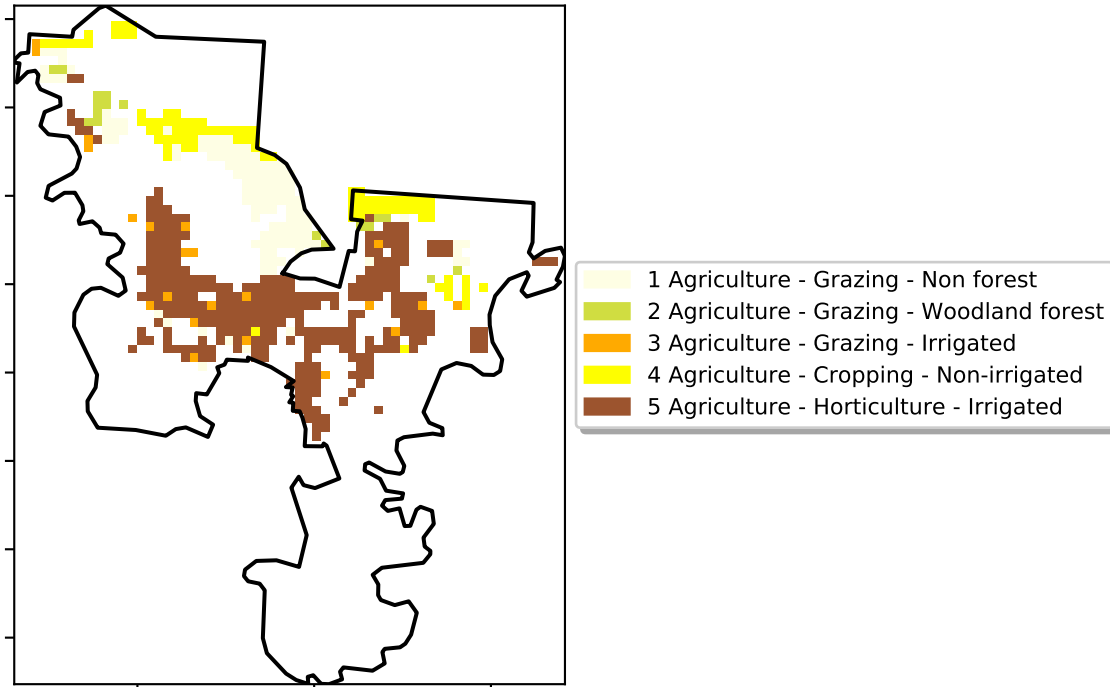 1 Agriculture - Grazing - Non forest
2 Agriculture - Grazing - Woodland forest
3 Agriculture - Grazing - Irrigated
4 Agriculture - Cropping - Non-irrigated
5 Agriculture - Horticulture - Irrigated